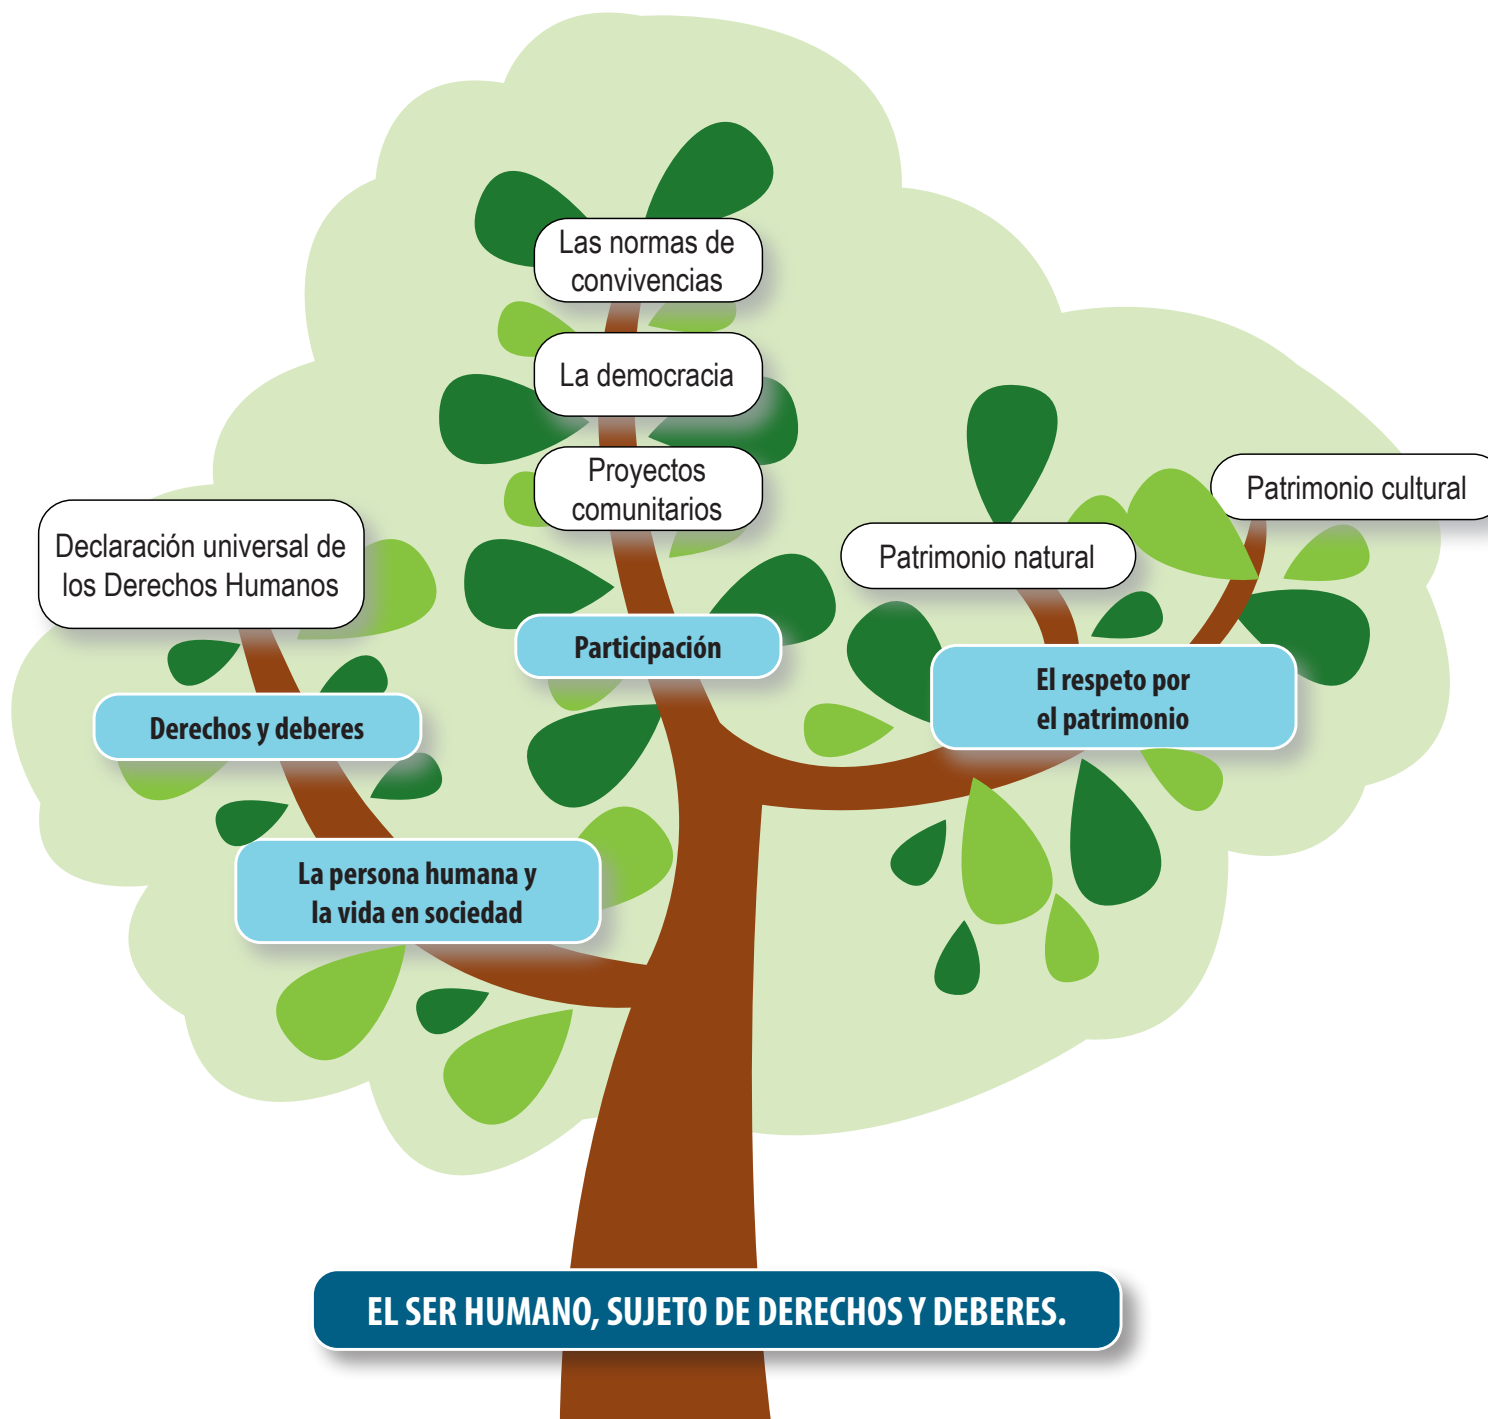 Las normas de
convivencias
La democracia
Proyectos
comunitarios
Patrimonio cultural
Patrimonio natural
Declaración universal de
los Derechos Humanos
Participación
El respeto por
el patrimonio
Derechos y deberes
La persona humana y
la vida en sociedad
EL SER HUMANO, SUJETO DE DERECHOS Y DEBERES.